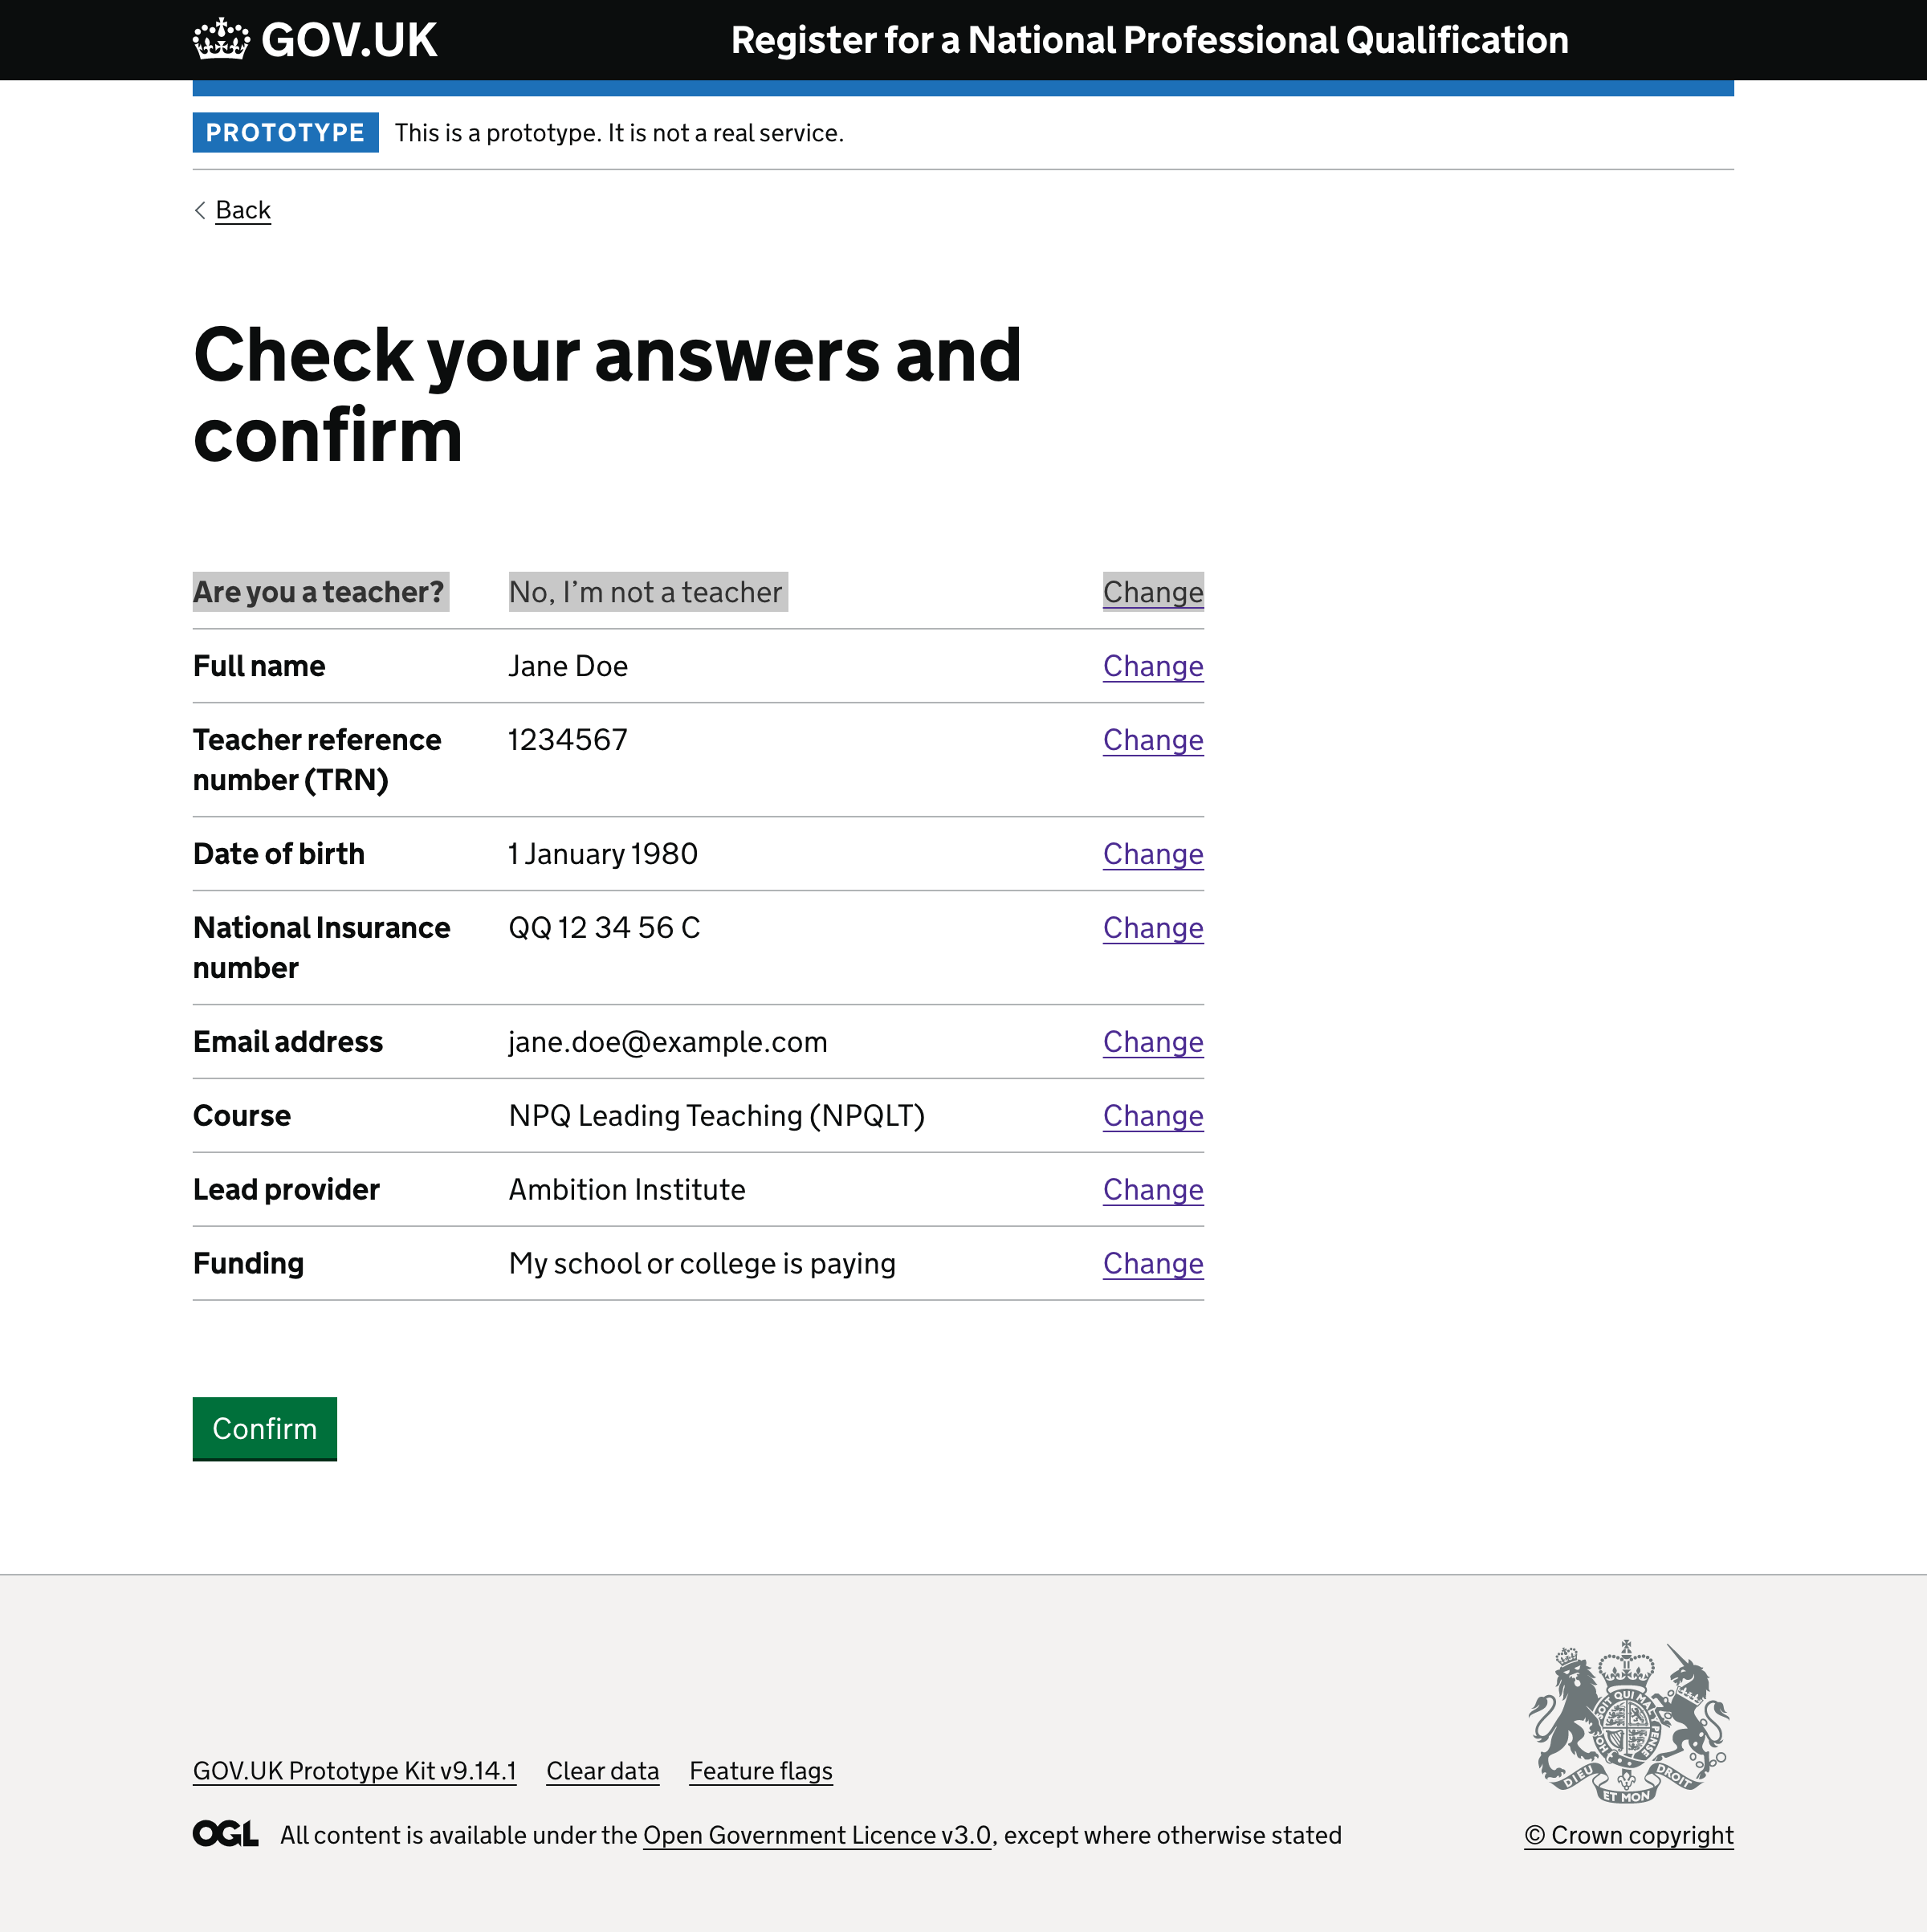 GOV.UK Register for a National Professional Qualification
PROTOTYPE This is a prototype. It is not a real service.
Back
Check your answers and
confirm
Are you a teacher? No, I’m not a teacher Change
Full name Jane Doe Change
Teacher reference 1234567 Change
number (TRN)
Date of birth 1 January 1980 Change
National Insurance QQ 12 34 56 C Change
number
Email address jane.doe@example.com Change
Course NPQ Leading Teaching (NPQLT) Change
Lead provider Ambition Institute Change
Funding My school or college is paying Change
Confirm
GOV.UK Prototype Kit v9.14.1 Clear data Feature flags
DIEU ET MON DROIT
OGL All content is available under the Open Government Licence v3.0, except where otherwise stated © Crown copyright